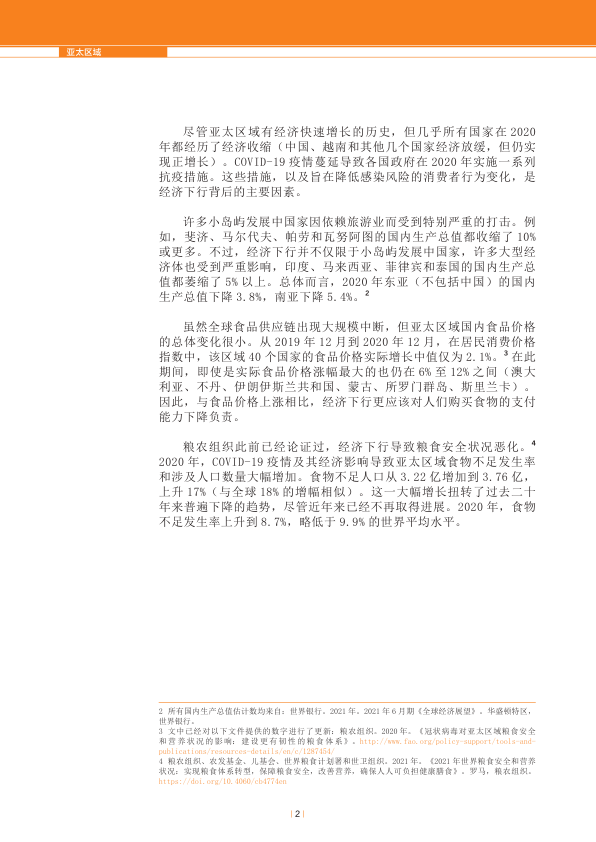 亚太区域
尽管亚太区域有经济快速增长的历史，但几乎所有国家在 2020
年都经历了经济收缩（中国、越南和其他几个国家经济放缓，但仍实
现正增长）。COVID-19 疫情蔓延导致各国政府在 2020 年实施一系列
抗疫措施。这些措施，以及旨在降低感染风险的消费者行为变化，是
经济下行背后的主要因素。
许多小岛屿发展中国家因依赖旅游业而受到特别严重的打击。例
如，斐济、马尔代夫、帕劳和瓦努阿图的国内生产总值都收缩了 10%
或更多。不过，经济下行并不仅限于小岛屿发展中国家，许多大型经
济体也受到严重影响，印度、马来西亚、菲律宾和泰国的国内生产总
值都萎缩了 5% 以上。总体而言，2020 年东亚（不包括中国）的国内
生产总值下降 3.8%，南亚下降 5.4%。2
虽然全球食品供应链出现大规模中断，但亚太区域国内食品价格
的总体变化很小。从 2019 年 12 月到 2020 年 12 月，在居民消费价格
指数中，该区域 40 个国家的食品价格实际增长中值仅为 2.1%。3 在此
期间，即使是实际食品价格涨幅最大的也仍在 6% 至 12% 之间（澳大
利亚、不丹、伊朗伊斯兰共和国、蒙古、所罗门群岛、斯里兰卡）。
因此，与食品价格上涨相比，经济下行更应该对人们购买食物的支付
能力下降负责。
粮农组织此前已经论证过，经济下行导致粮食安全状况恶化。4
2020 年，COVID-19 疫情及其经济影响导致亚太区域食物不足发生率
和涉及人口数量大幅增加。食物不足人口从 3.22 亿增加到 3.76 亿，
上升 17%（与全球 18% 的增幅相似）。这一大幅增长扭转了过去二十
年来普遍下降的趋势，尽管近年来已经不再取得进展。2020 年，食物
不足发生率上升到 8.7%，略低于 9.9% 的世界平均水平。
2 所有国内生产总值估计数均来自：世界银行。2021 年。2021 年 6 月期《全球经济展望》。华盛顿特区，
世界银行。
3 文中已经对以下文件提供的数字进行了更新：粮农组织。2020 年。《冠状病毒对亚太区域粮食安全
和营养状况的影响：建设更有韧性的粮食体系》。http://www.fao.org/policy-support/tools-and-
publications/resources-details/en/c/1287454/
4 粮农组织、农发基金、儿基会、世界粮食计划署和世卫组织。2021 年。《2021 年世界粮食安全和营养
状况：实现粮食体系转型，保障粮食安全，改善营养，确保人人可负担健康膳食》。罗马，粮农组织。
https://doi.org/10.4060/cb4774en
| 2 |